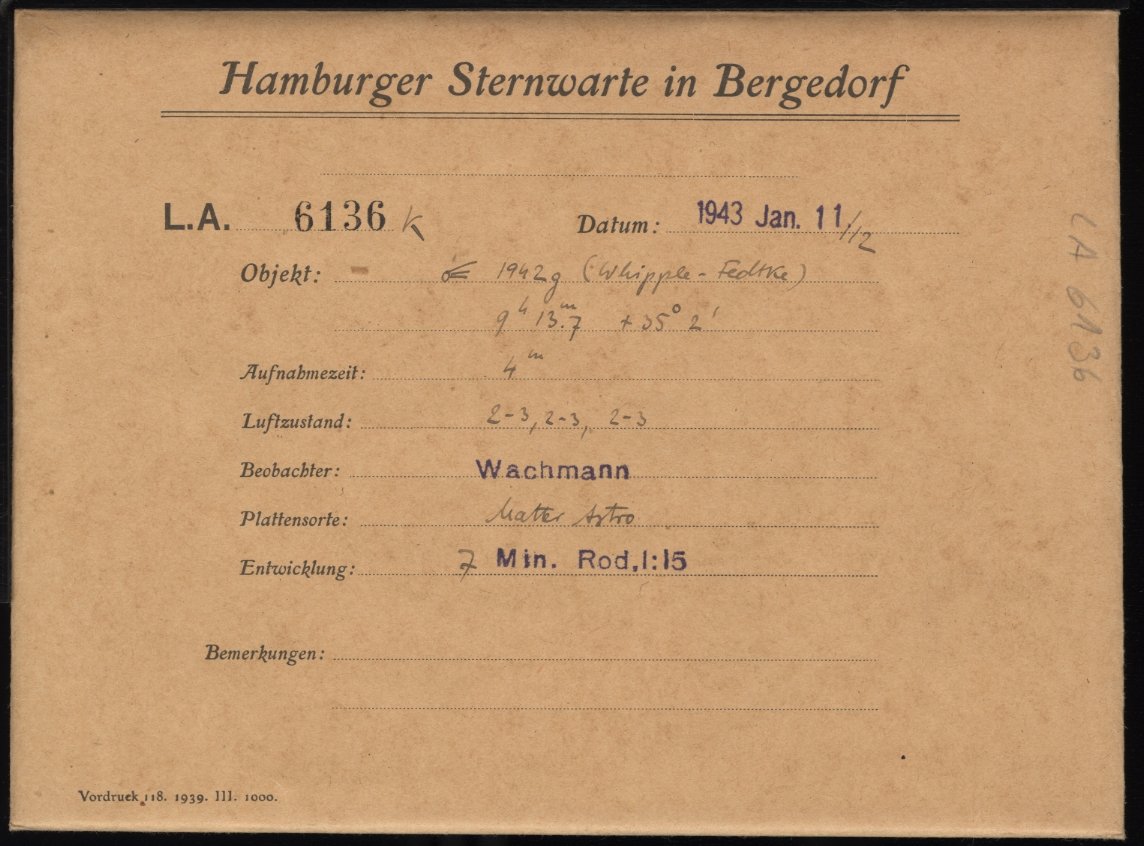 Hamburger Sternwarte in Bergedorf
L.A. 6136 K Datum: 1943 Jan. 11/12
Objekt: ☄ 1942g (Whipple-Fedtke)
9ʰ 13.ᵐ7 +35° 2'
Aufnahmezeit: 4ᵐ
Luftzustand: 2-3, 2-3, 2-3
Beobachter: Wachmann
Plattensorte: Astro
Entwicklung: 7 Min. Rod. 1:15
Bemerkungen:
Vordruck 118. 1939. III. 1000.
LA 6136